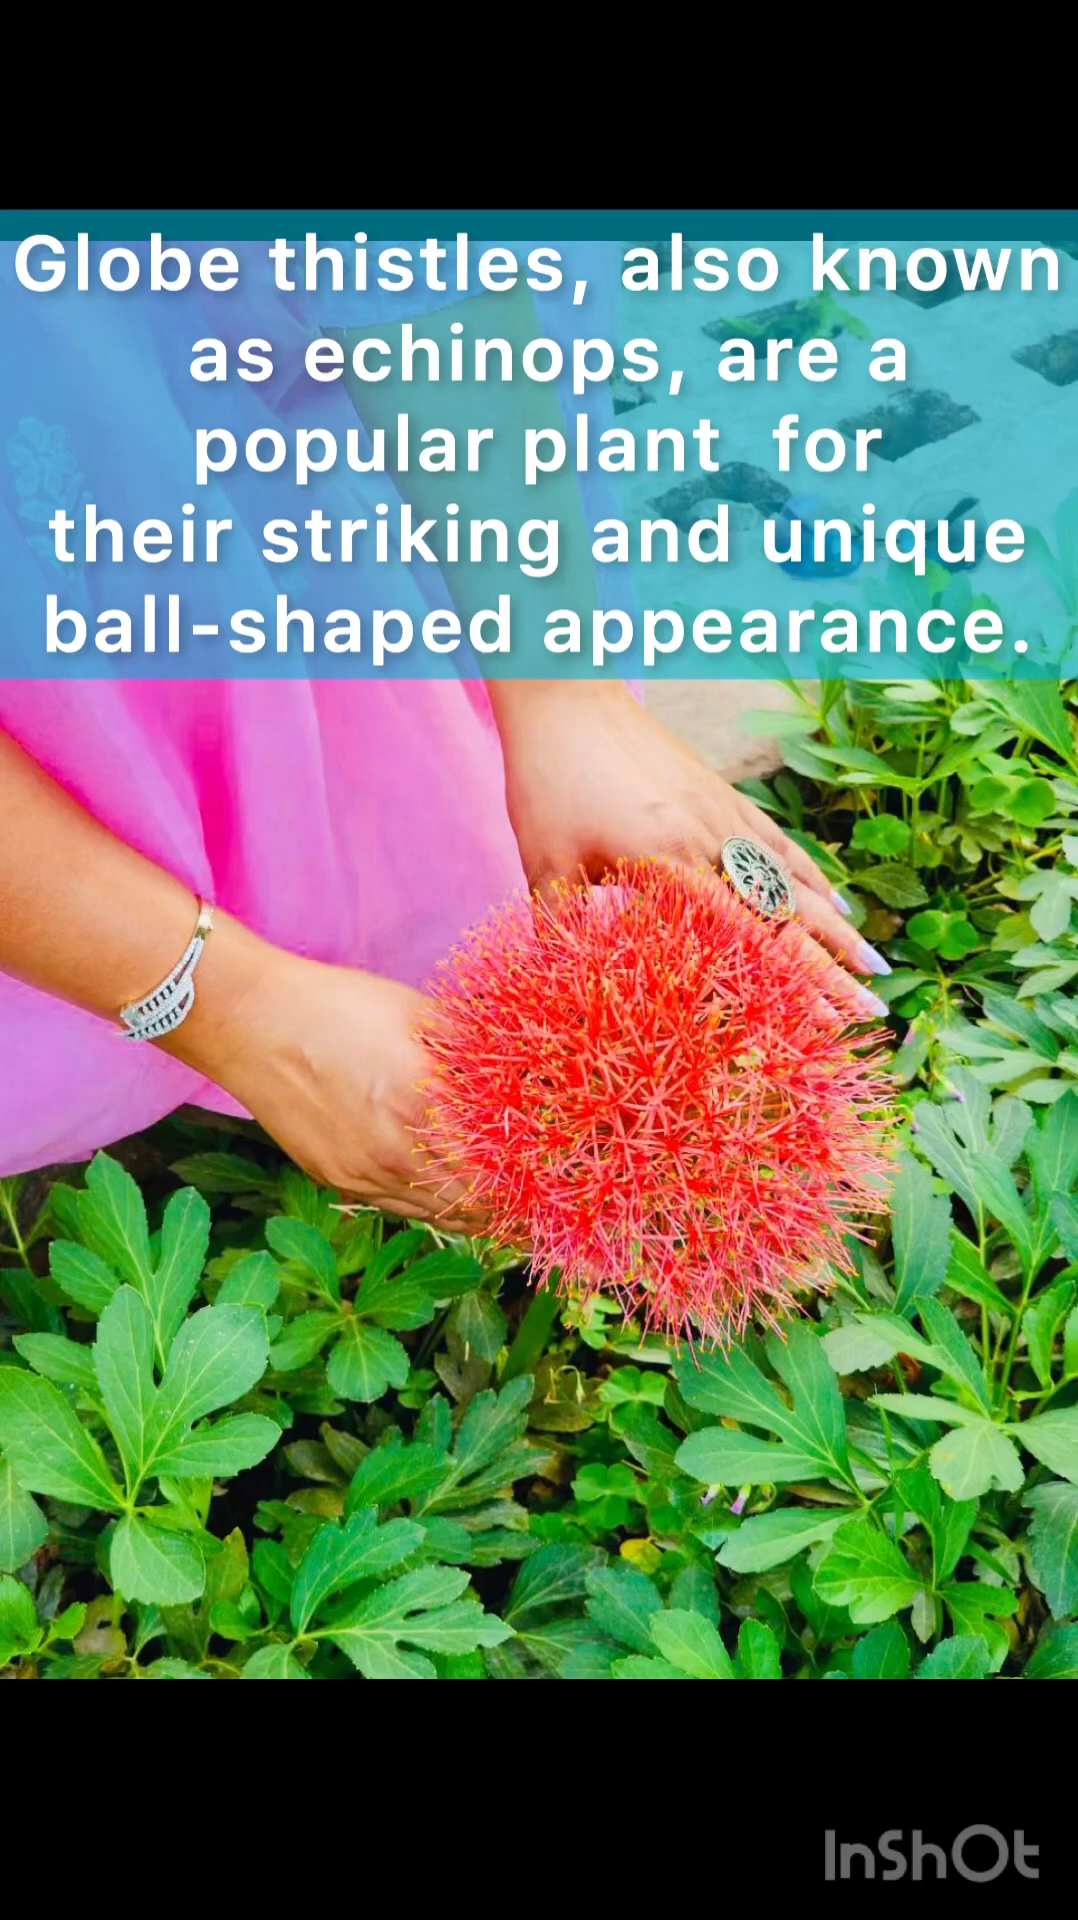 Globe thistles, also known
as echinops, are a
popular plant  for
their striking and unique
ball-shaped appearance.
InShOt